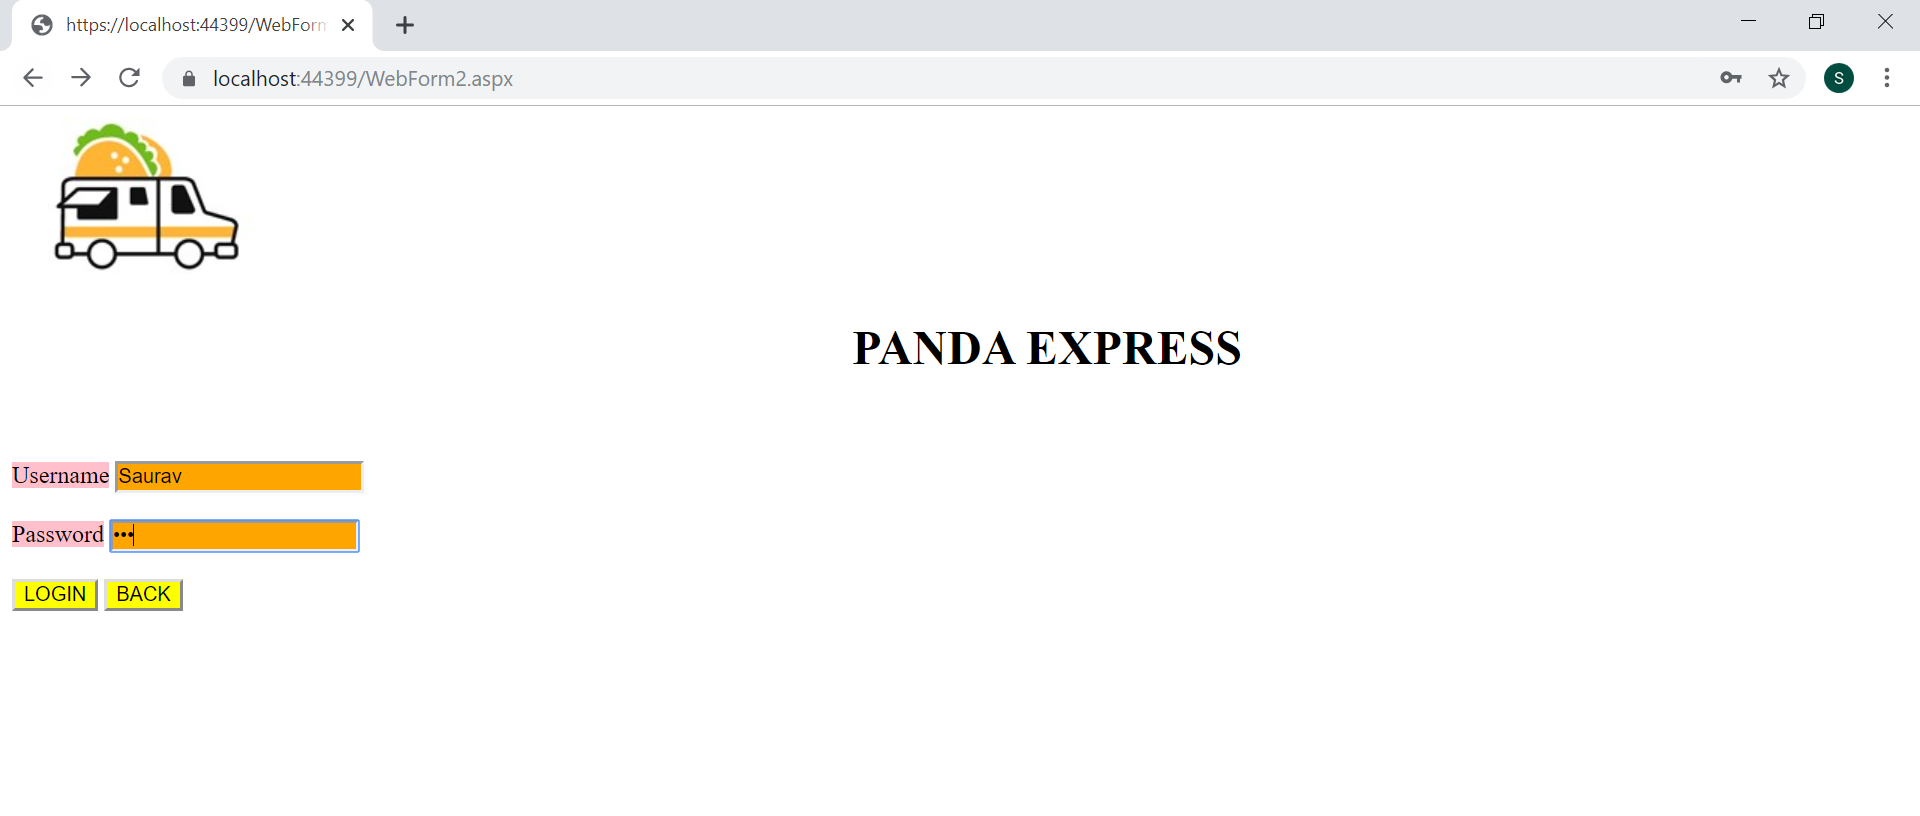 https://localhost:44399/WebForm
localhost:44399/WebForm2.aspx
S
PANDA EXPRESS
Username Saurav
Password •••
LOGIN BACK